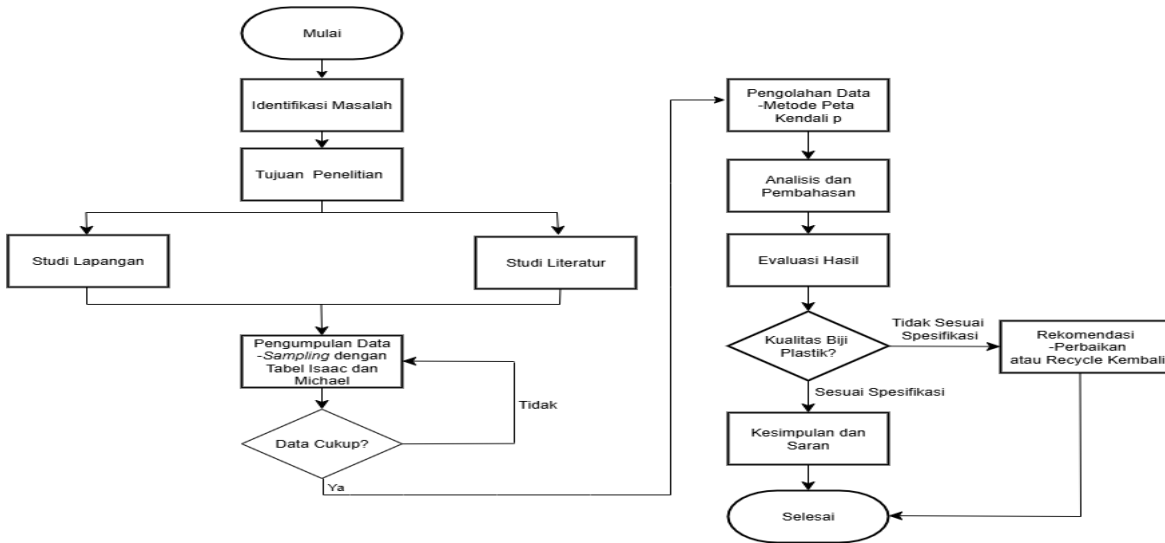 Mulai
Identifikasi Masalah
Tujuan Penelitian
Studi Lapangan
Studi Literatur
Pengumpulan Data
-Sampling dengan
Tabel Isaac dan
Michael
Tidak
Data Cukup?
Ya
Pengolahan Data
-Metode Peta
Kendali p
Analisis dan
Pembahasan
Evaluasi Hasil
Kualitas Biji
Plastik?
Tidak Sesuai
Spesifikasi
Rekomendasi
-Perbaikan
atau Recycle Kembali
Sesuai Spesifikasi
Kesimpulan dan
Saran
Selesai